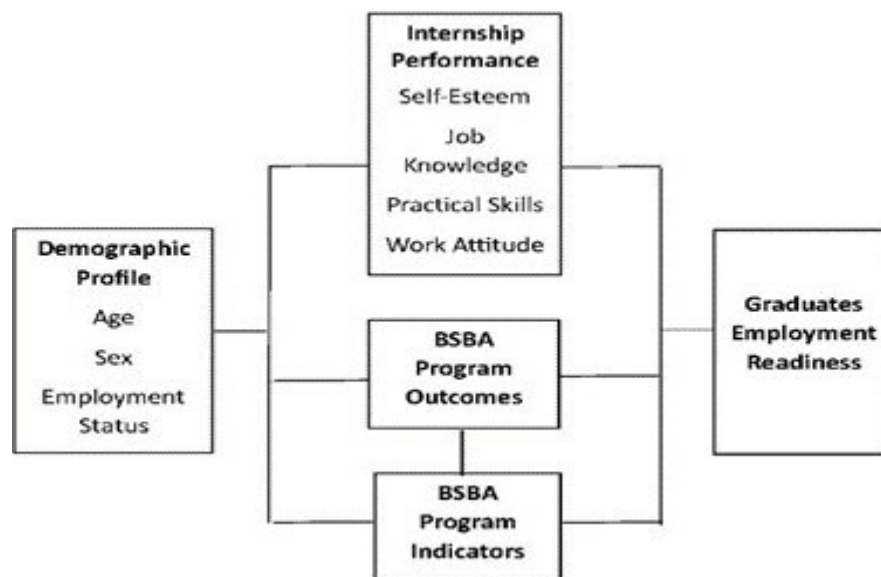 Internship
Performance
Self-Esteem
Job
Knowledge
Practical Skills
Work Attitude
Demographic
Profile
Age
Sex
Employment
Status
BSBA
Program
Outcomes
BSBA
Program
Indicators
Graduates
Employment
Readiness